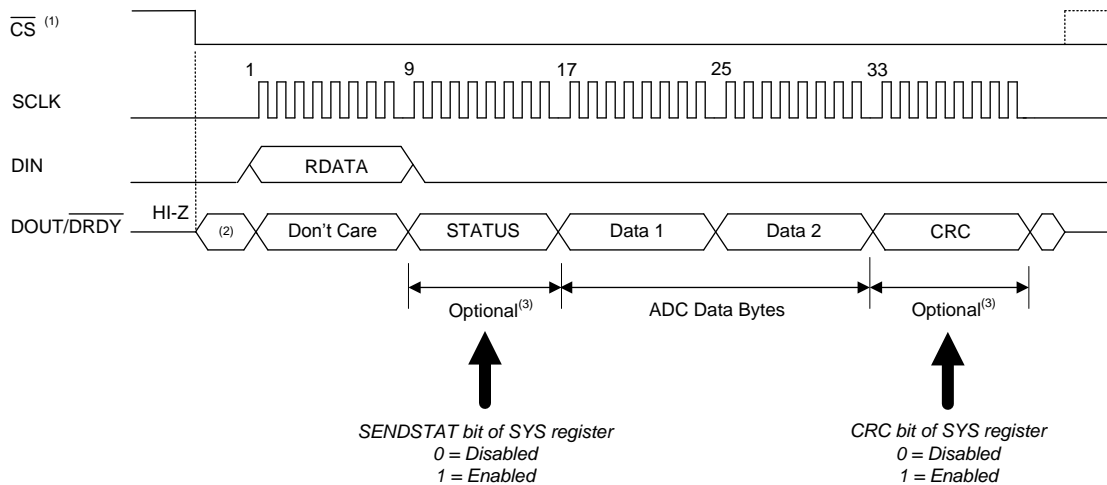 CS (1)
1 9 17 25 33
SCLK
DIN RDATA
DOUT/DRDY HI-Z (2) Don't Care STATUS Data 1 Data 2 CRC
Optional(3) ADC Data Bytes Optional(3)
SENDSTAT bit of SYS register
0 = Disabled
1 = Enabled
CRC bit of SYS register
0 = Disabled
1 = Enabled